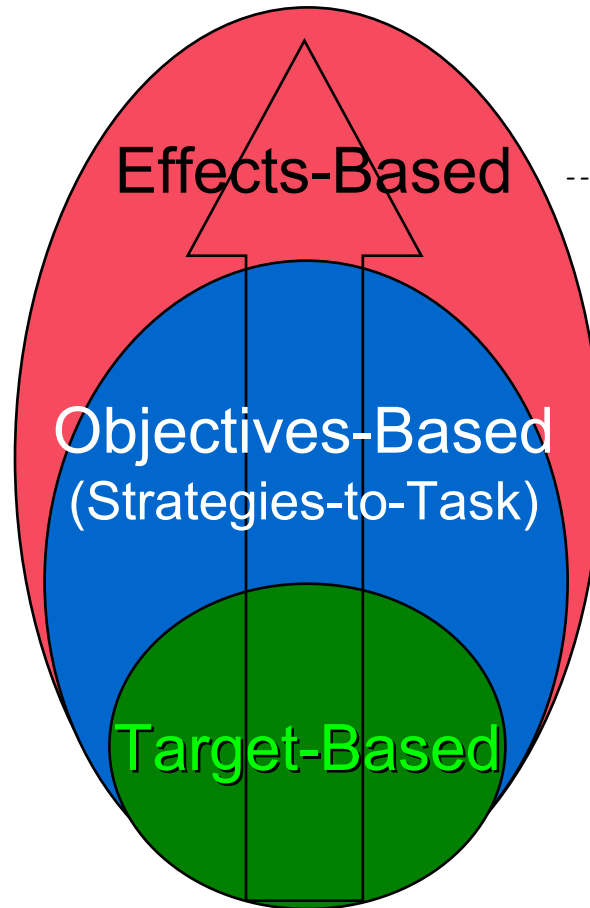 Effects-Based --
Objectives-Based
(Strategies-to-Task)
Target-Based